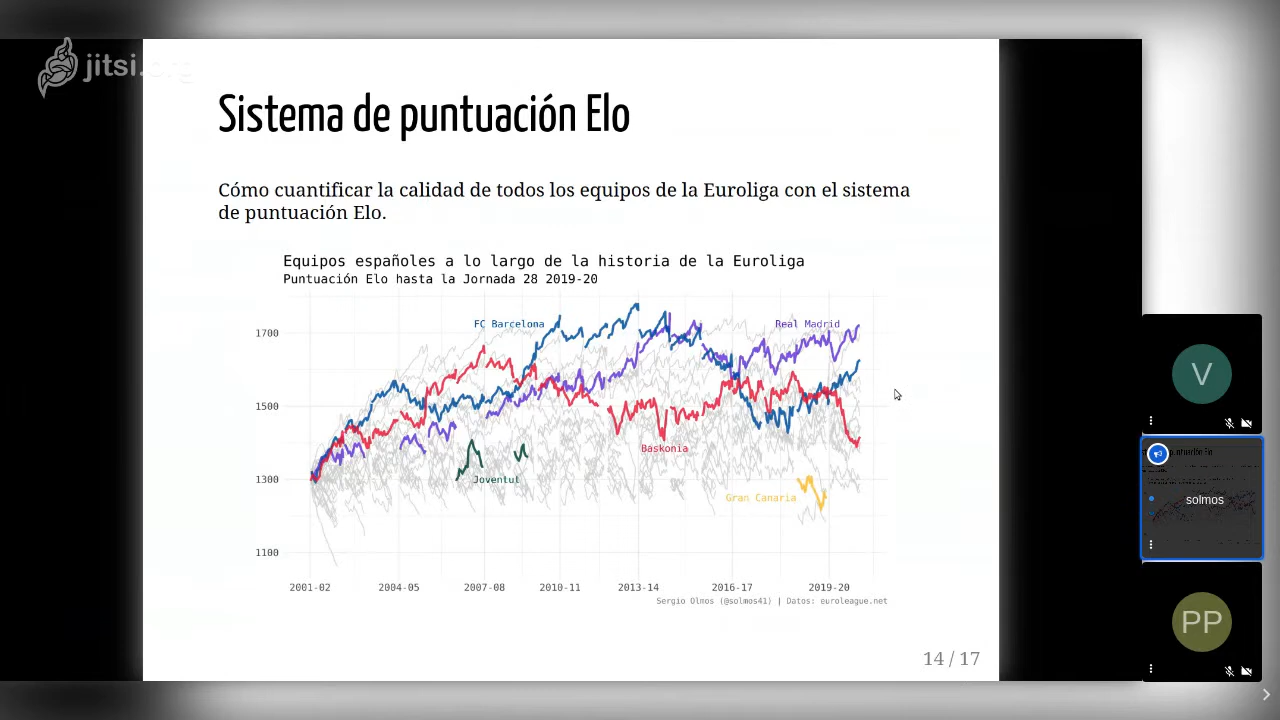 jitsi.org
Sistema de puntuación Elo
Cómo cuantificar la calidad de todos los equipos de la Euroliga con el sistema
de puntuación Elo.
Equipos españoles a lo largo de la historia de la Euroliga
Puntuación Elo hasta la Jornada 28 2019-20
1700
1500
1300
1100
FC Barcelona
Real Madrid
Baskonia
Joventut
Gran Canaria
2001-02
2004-05
2007-08
2010-11
2013-14
2016-17
2019-20
Sergio Olmos (@solmos41) | Datos: euroleague.net
14 / 17
V
solmos
PP